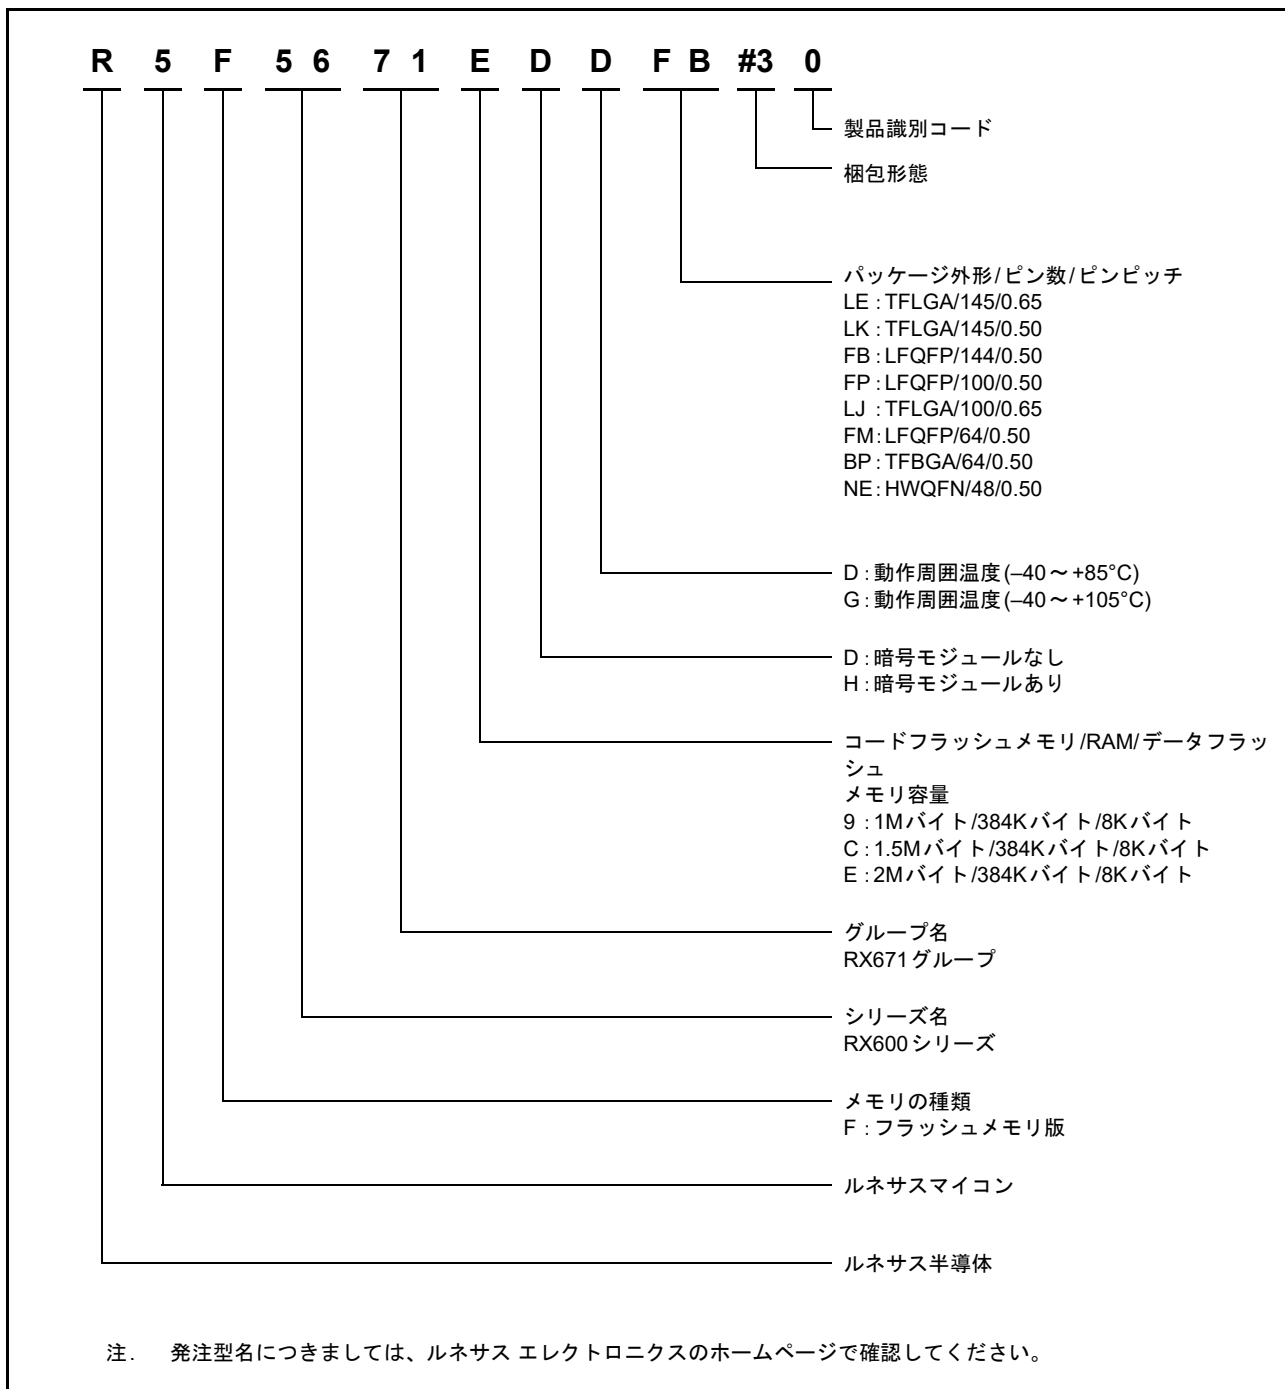 R 5 F 5 6 7 1 E D D F B #3 0
製品識別コード
梱包形態
パッケージ外形/ピン数/ピンピッチ
LE : TFLGA/145/0.65
LK : TFLGA/145/0.50
FB : LFQFP/144/0.50
FP : LFQFP/100/0.50
LJ : TFLGA/100/0.65
FM : LFQFP/64/0.50
BP : TFBGA/64/0.50
NE : HWQFN/48/0.50
D : 動作周囲温度(–40～+85°C)
G : 動作周囲温度(–40～+105°C)
D : 暗号モジュールなし
H : 暗号モジュールあり
コードフラッシュメモリ/RAM/データフラッ
シュ
メモリ容量
9 : 1Mバイト/384Kバイト/8Kバイト
C : 1.5Mバイト/384Kバイト/8Kバイト
E : 2Mバイト/384Kバイト/8Kバイト
グループ名
RX671グループ
シリーズ名
RX600シリーズ
メモリの種類
F : フラッシュメモリ版
ルネサスマイコン
ルネサス半導体
注. 発注型名につきましては、ルネサス エレクトロニクスのホームページで確認してください。